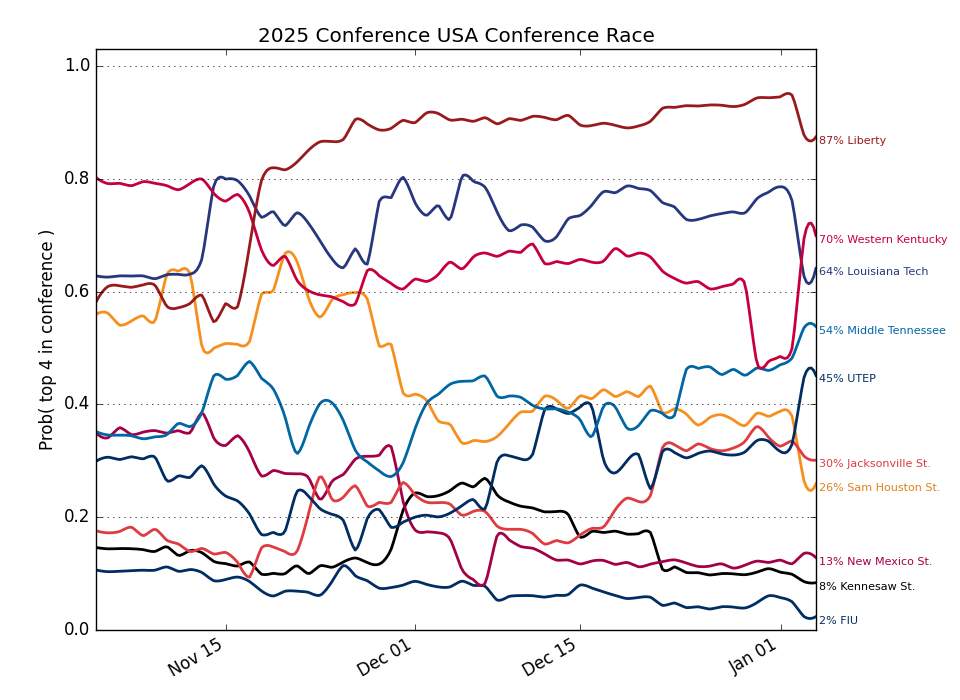 2025 Conference USA Conference Race
Prob( top 4 in conference )
1.0
0.8
0.6
0.4
0.2
0.0
Nov 15
Dec 01
Dec 15
Jan 01
87% Liberty
70% Western Kentucky
64% Louisiana Tech
54% Middle Tennessee
45% UTEP
30% Jacksonville St.
26% Sam Houston St.
13% New Mexico St.
8% Kennesaw St.
2% FIU